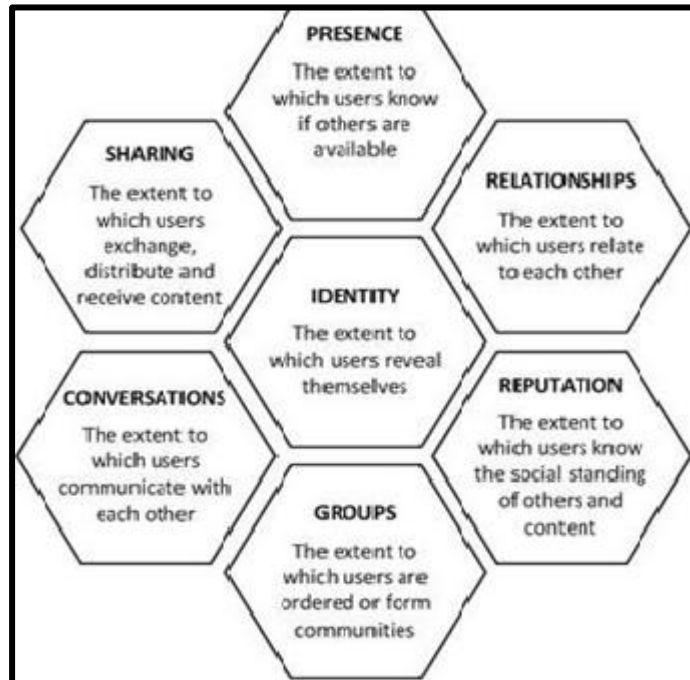 PRESENCE
The extent to
which users know
if others are
available
SHARING
The extent to
which users
exchange,
distribute and
receive content
RELATIONSHIPS
The extent to
which users relate
to each other
IDENTITY
The extent to
which users reveal
themselves
CONVERSATIONS
The extent to
which users
communicate with
each other
REPUTATION
The extent to
which users know
the social standing
of others and
content
GROUPS
The extent to
which users are
ordered or form
communities